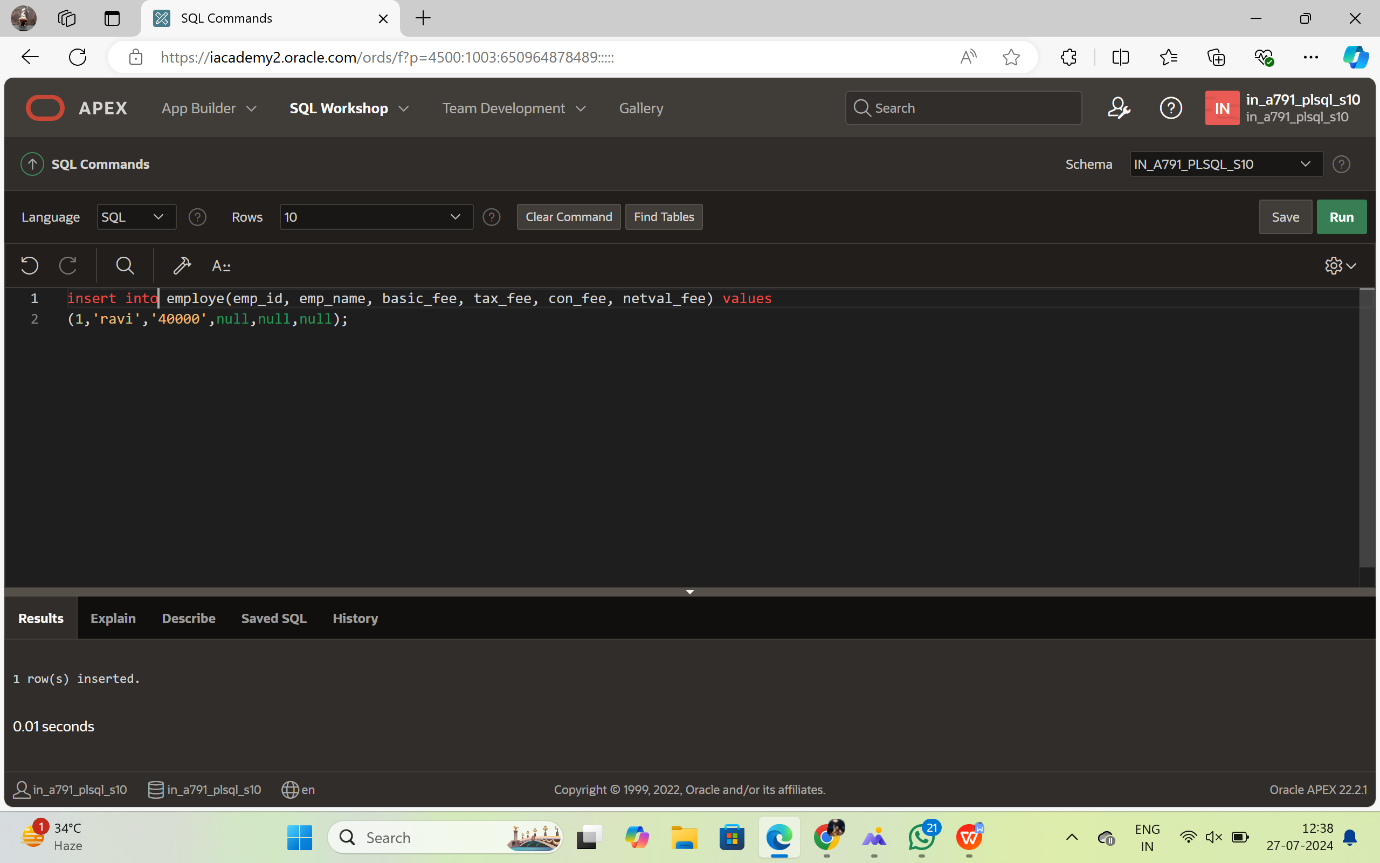 SQL Commands
https://iacademy2.oracle.com/ords/f?p=4500:1003:650964878489:::::
APEX App Builder SQL Workshop Team Development Gallery Search IN in_a791_plsql_s10
in_a791_plsql_s10
SQL Commands Schema IN_A791_PLSQL_S10
Language SQL Rows 10 Clear Command Find Tables Save Run
1 insert into employe(emp_id, emp_name, basic_fee, tax_fee, con_fee, netval_fee) values
2 (1,'ravi','40000',null,null,null);
Results Explain Describe Saved SQL History
1 row(s) inserted.
0.01 seconds
in_a791_plsql_s10 in_a791_plsql_s10 en Copyright © 1999, 2022, Oracle and/or its affiliates. Oracle APEX 22.2.1
1 34°C
Haze
Search
21
ENG
IN
12:38
27-07-2024